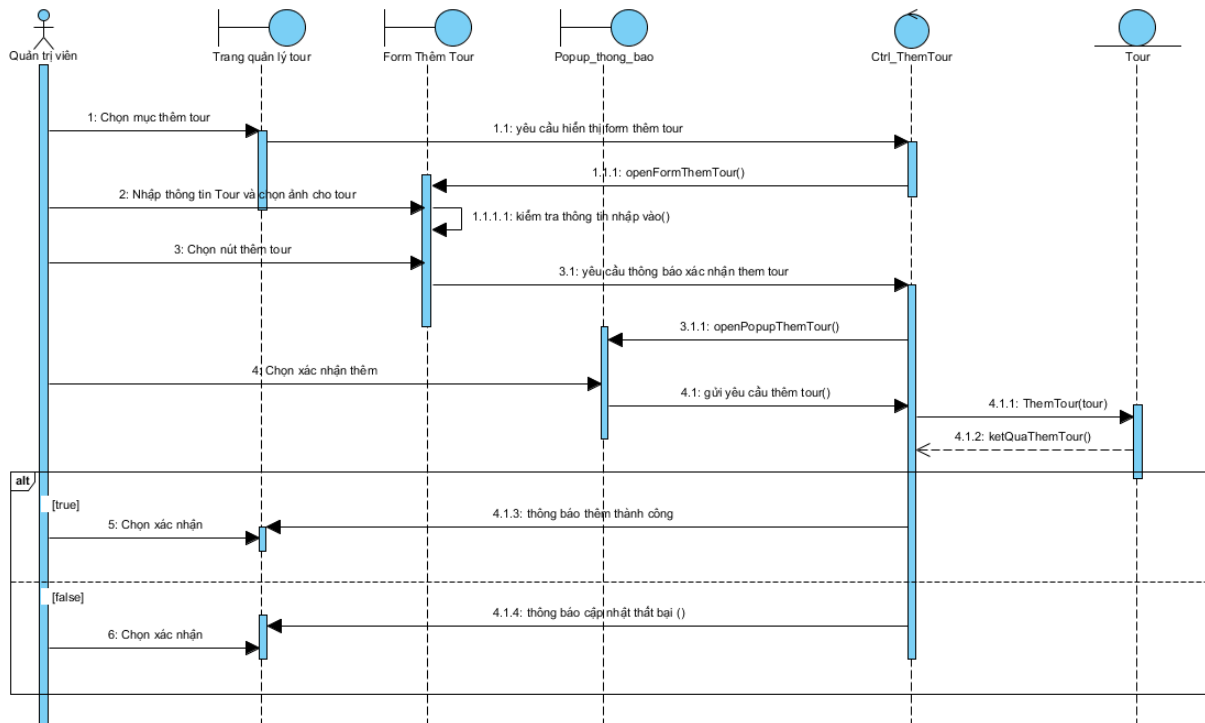 Quản trị viên
Trang quản lý tour
Form Thêm Tour
Popup_thong_bao
Ctrl_ThemTour
Tour
1: Chọn mục thêm tour
1.1: yêu cầu hiển thị form thêm tour
1.1.1: openFormThemTour()
2: Nhập thông tin Tour và chọn ảnh cho tour
1.1.1.1: kiểm tra thông tin nhập vào()
3: Chọn nút thêm tour
3.1: yêu cầu thông báo xác nhận them tour
3.1.1: openPopupThemTour()
4: Chọn xác nhận thêm
4.1: gửi yêu cầu thêm tour()
4.1.1: ThemTour(tour)
4.1.2: ketQuaThemTour()
alt
[true]
4.1.3: thông báo thêm thành công
5: Chọn xác nhận
[false]
4.1.4: thông báo cập nhật thất bại ()
6: Chọn xác nhận